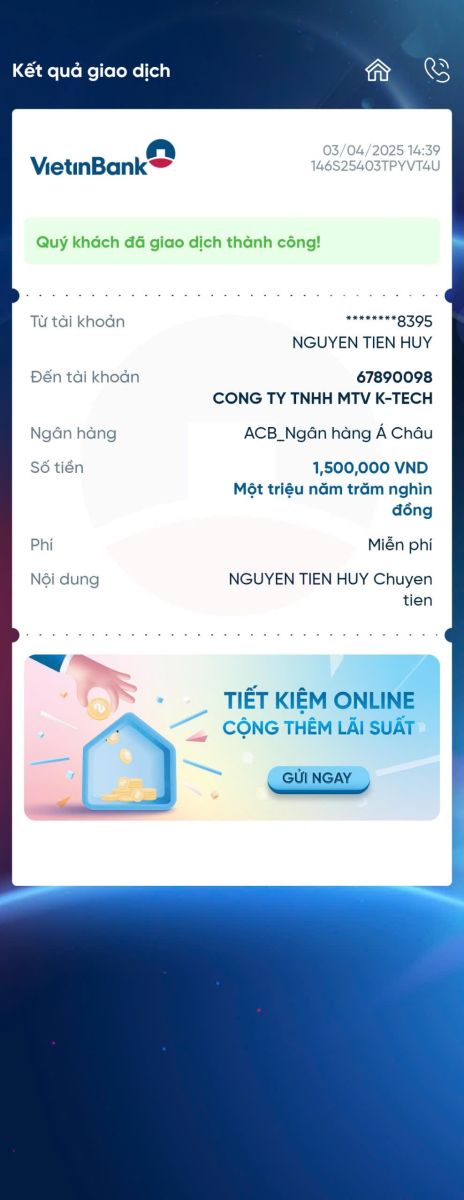 Kết quả giao dịch
VietinBank
03/04/2025 14:39
146S25403TPYVT4U
Quý khách đã giao dịch thành công!
Từ tài khoản
********8395
NGUYEN TIEN HUY
Đến tài khoản
67890098
CONG TY TNHH MTV K-TECH
Ngân hàng
ACB_Ngân hàng Á Châu
Số tiền
1,500,000 VND
Một triệu năm trăm nghìn
đồng
Phí
Miễn phí
Nội dung
NGUYEN TIEN HUY Chuyen
tien
TIẾT KIỆM ONLINE
CỘNG THÊM LÃI SUẤT
GỬI NGAY